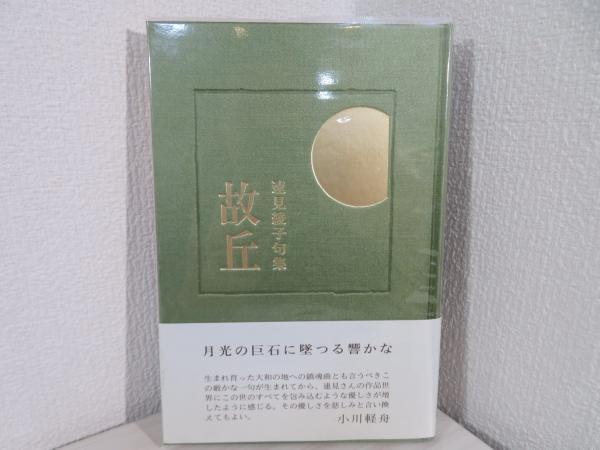 遠見綾子句集
故丘
月光の巨石に墜つる響かな
生まれ育った大和の地への鎮魂曲とも言うべきこ
の厳かな一句が生まれてから、速見さんの作品世
界にこの世のすべてを包み込むような優しさが増
したように感じる。その優しさを慈しみと言い換
えてもよい。
小川軽舟